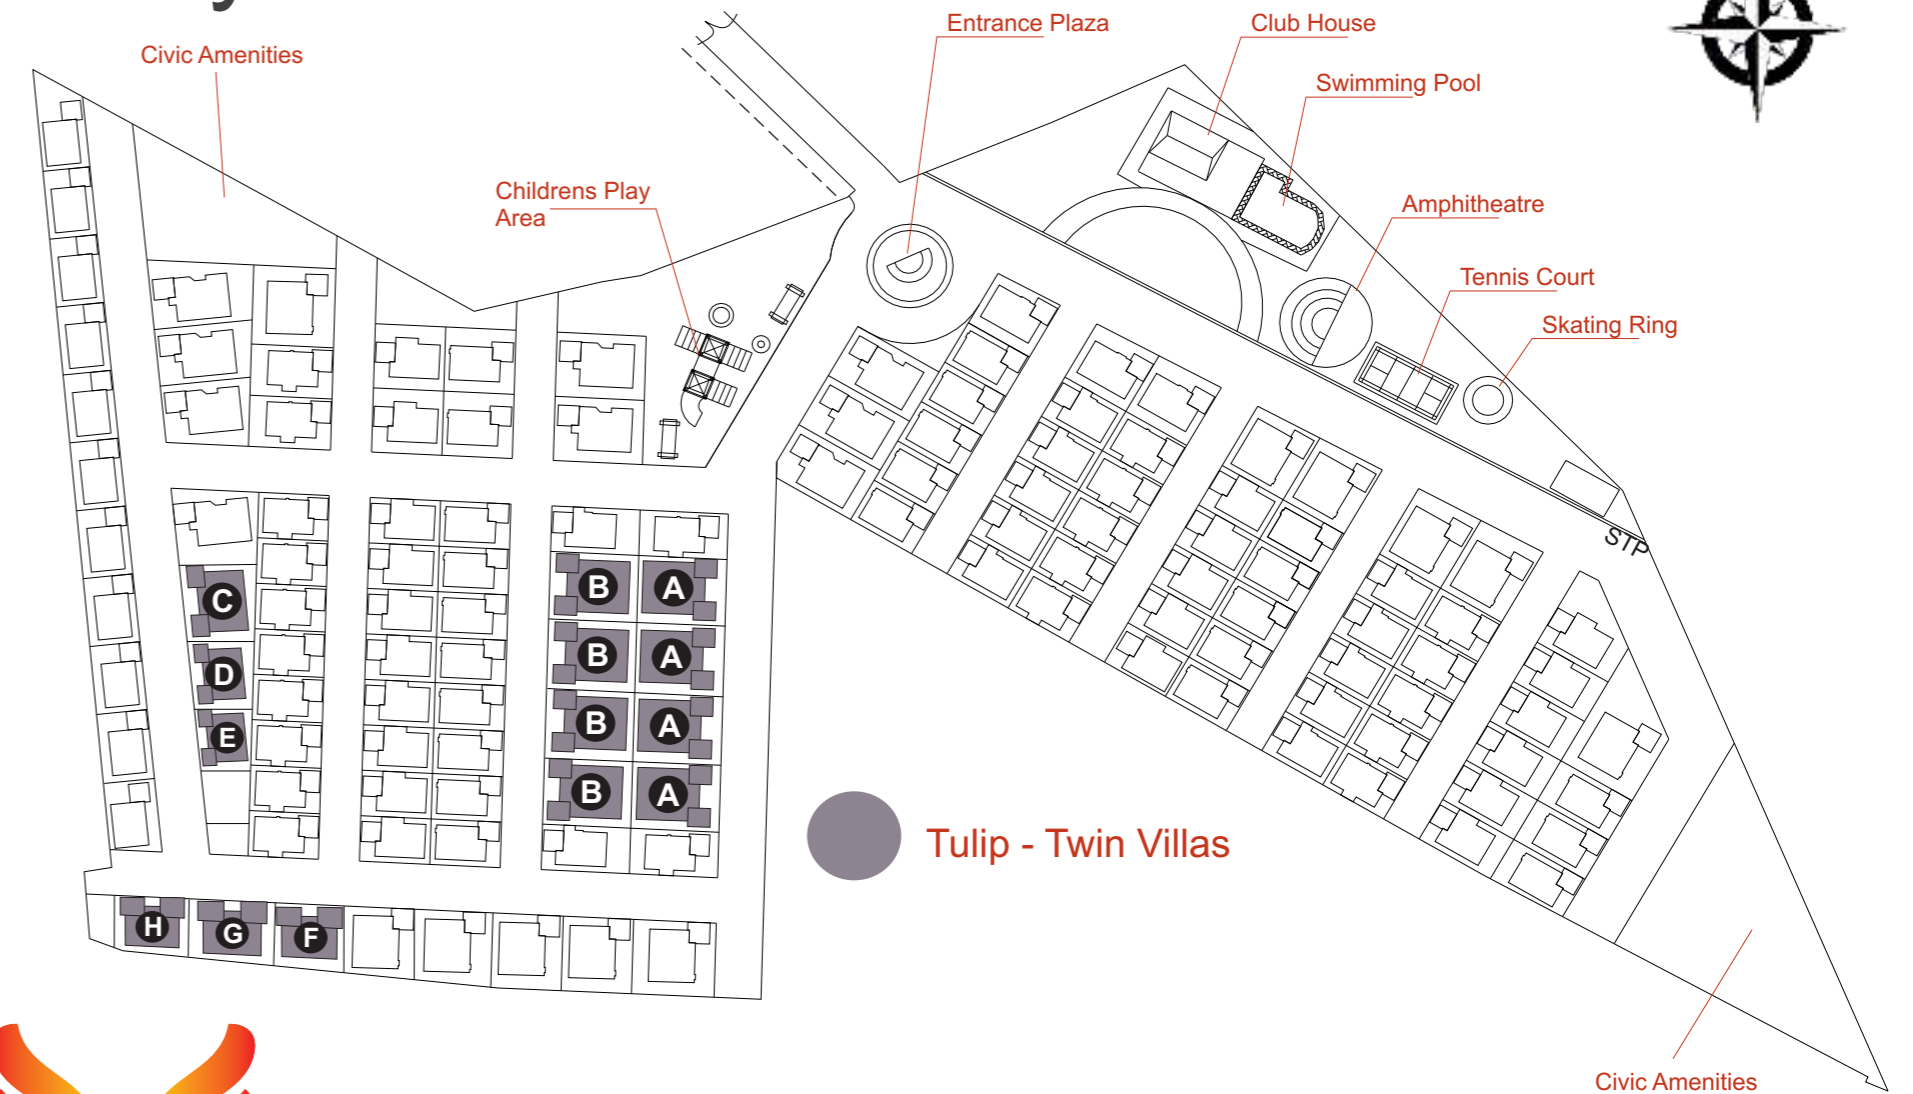 Entrance Plaza
Club House
Civic Amenities
Swimming Pool
Childrens Play
Area
Amphitheatre
Tennis Court
Skating Ring
STP
B A
C
B A
D
B A
E
B A
Tulip - Twin Villas
H G F
Civic Amenities